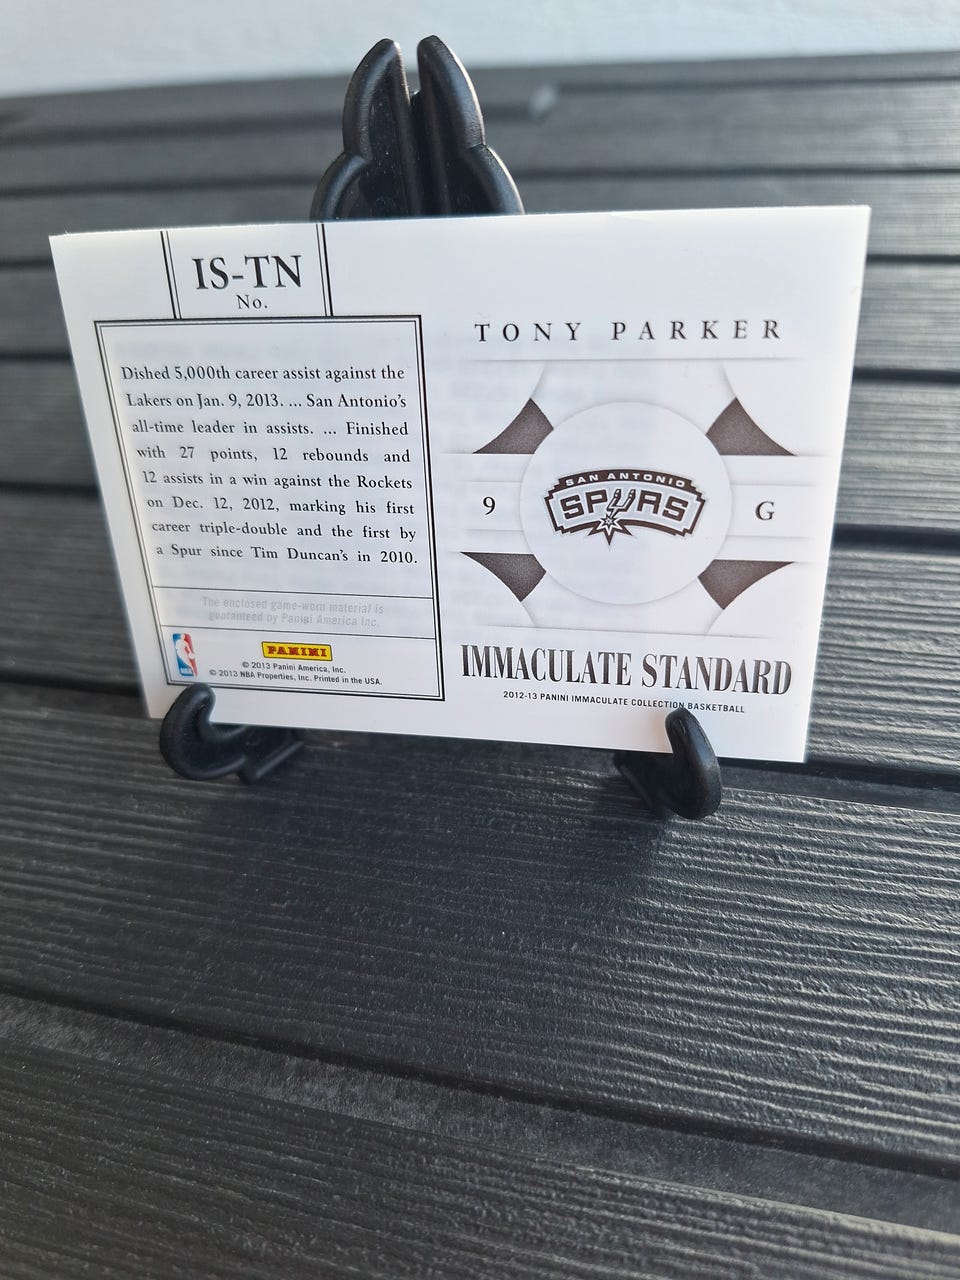 IS-TN
No.
Dished 5,000th career assist against the
Lakers on Jan. 9, 2013. ... San Antonio's
all-time leader in assists. ... Finished
with 27 points, 12 rebounds and
12 assists in a win against the Rockets
on Dec. 12, 2012, marking his first
career triple-double and the first by
a Spur since Tim Duncan's in 2010.
The enclosed game-worn material is
guaranteed by Panini America Inc.
NBA
PANINI
© 2013 Panini America, Inc.
© 2013 NBA Properties, Inc. Printed in the USA.
TONY PARKER
SAN ANTONIO
SPURS
9
G
IMMACULATE STANDARD
2012-13 PANINI IMMACULATE COLLECTION BASKETBALL